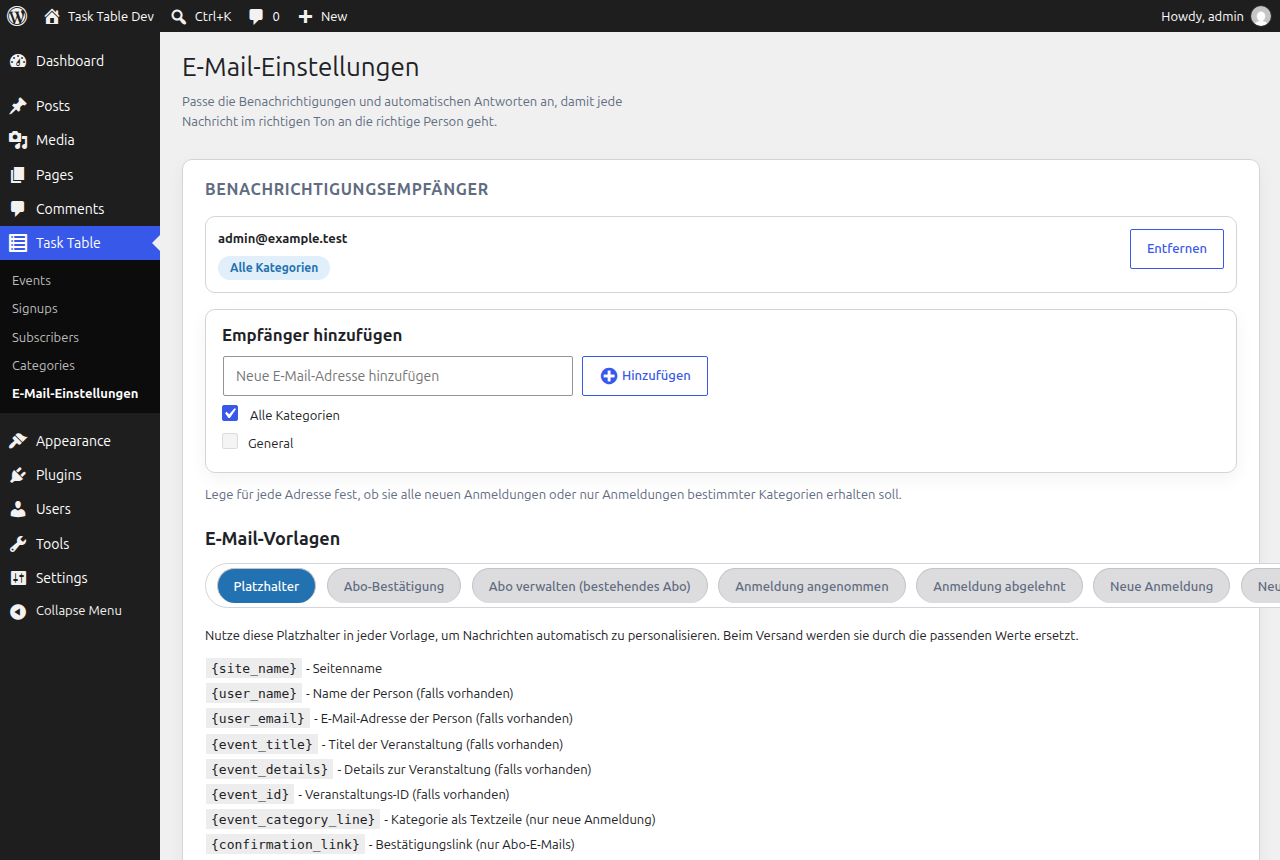 Task Table Dev
Ctrl+K
0
New
Howdy, admin
Dashboard
Posts
Media
Pages
Comments
Task Table
Events
Signups
Subscribers
Categories
E-Mail-Einstellungen
Appearance
Plugins
Users
Tools
Settings
Collapse Menu
E-Mail-Einstellungen
Passe die Benachrichtigungen und automatischen Antworten an, damit jede
Nachricht im richtigen Ton an die richtige Person geht.
BENACHRICHTIGUNGSEMPFÄNGER
admin@example.test
Alle Kategorien
Entfernen
Empfänger hinzufügen
Neue E-Mail-Adresse hinzufügen
Hinzufügen
Alle Kategorien
General
Lege für jede Adresse fest, ob sie alle neuen Anmeldungen oder nur Anmeldungen bestimmter Kategorien erhalten soll.
E-Mail-Vorlagen
Platzhalter
Abo-Bestätigung
Abo verwalten (bestehendes Abo)
Anmeldung angenommen
Anmeldung abgelehnt
Neue Anmeldung
Nutze diese Platzhalter in jeder Vorlage, um Nachrichten automatisch zu personalisieren. Beim Versand werden sie durch die passenden Werte ersetzt.
{site_name} - Seitenname
{user_name} - Name der Person (falls vorhanden)
{user_email} - E-Mail-Adresse der Person (falls vorhanden)
{event_title} - Titel der Veranstaltung (falls vorhanden)
{event_details} - Details zur Veranstaltung (falls vorhanden)
{event_id} - Veranstaltungs-ID (falls vorhanden)
{event_category_line} - Kategorie als Textzeile (nur neue Anmeldung)
{confirmation_link} - Bestätigungslink (nur Abo-E-Mails)